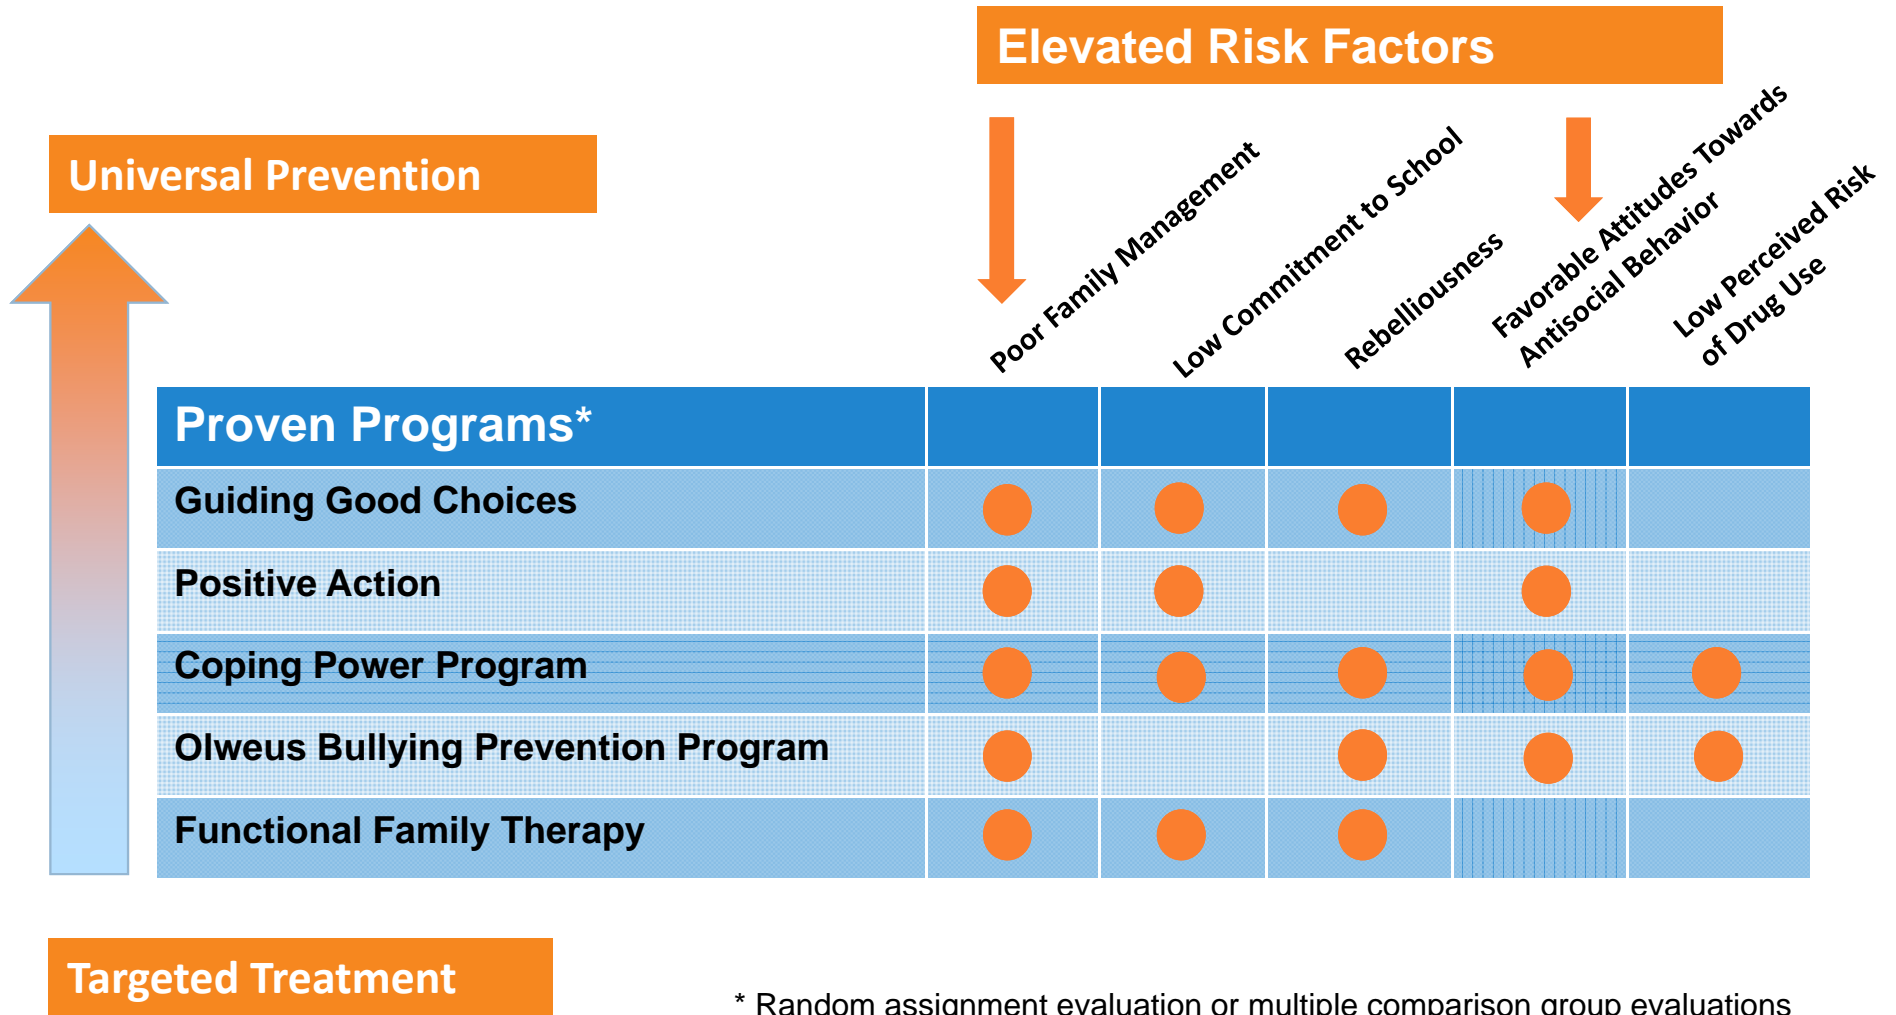 Elevated Risk Factors
Universal Prevention
Poor Family Management
Low Commitment to School
Rebelliousness
Favorable Attitudes Towards
Antisocial Behavior
Low Perceived Risk
of Drug Use
Proven Programs*
Guiding Good Choices
Positive Action
Coping Power Program
Olweus Bullying Prevention Program
Functional Family Therapy
Targeted Treatment
* Random assignment evaluation or multiple comparison group evaluations